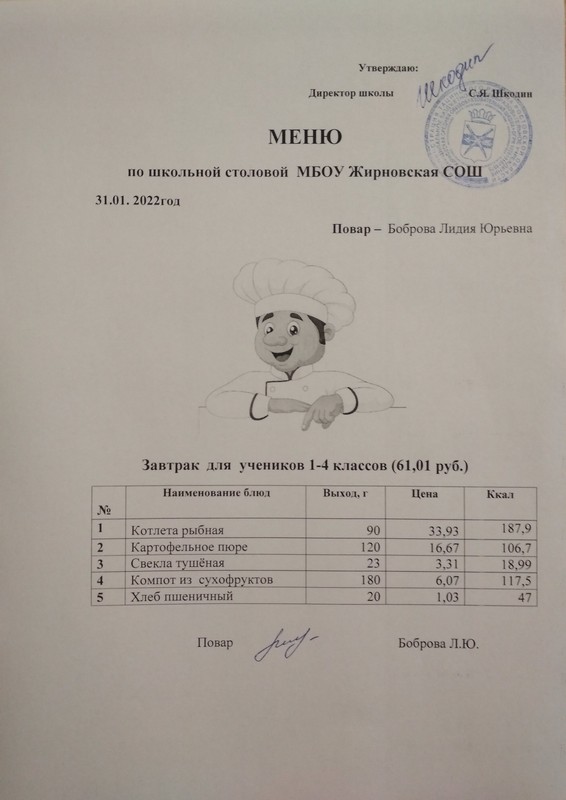 Утверждаю:
Шкодин
Директор школы С.Я. Шкодин
МЕНЮ
по школьной столовой МБОУ Жирновская СОШ
31.01. 2022год
Повар – Боброва Лидия Юрьевна
Завтрак для учеников 1-4 классов (61,01 руб.)
№ Наименование блюд Выход, г Цена Ккал
1 Котлета рыбная 90 33,93 187,9
2 Картофельное пюре 120 16,67 106,7
3 Свекла тушёная 23 3,31 18,99
4 Компот из сухофруктов 180 6,07 117,5
5 Хлеб пшеничный 20 1,03 47
Повар Боброва Л.Ю.